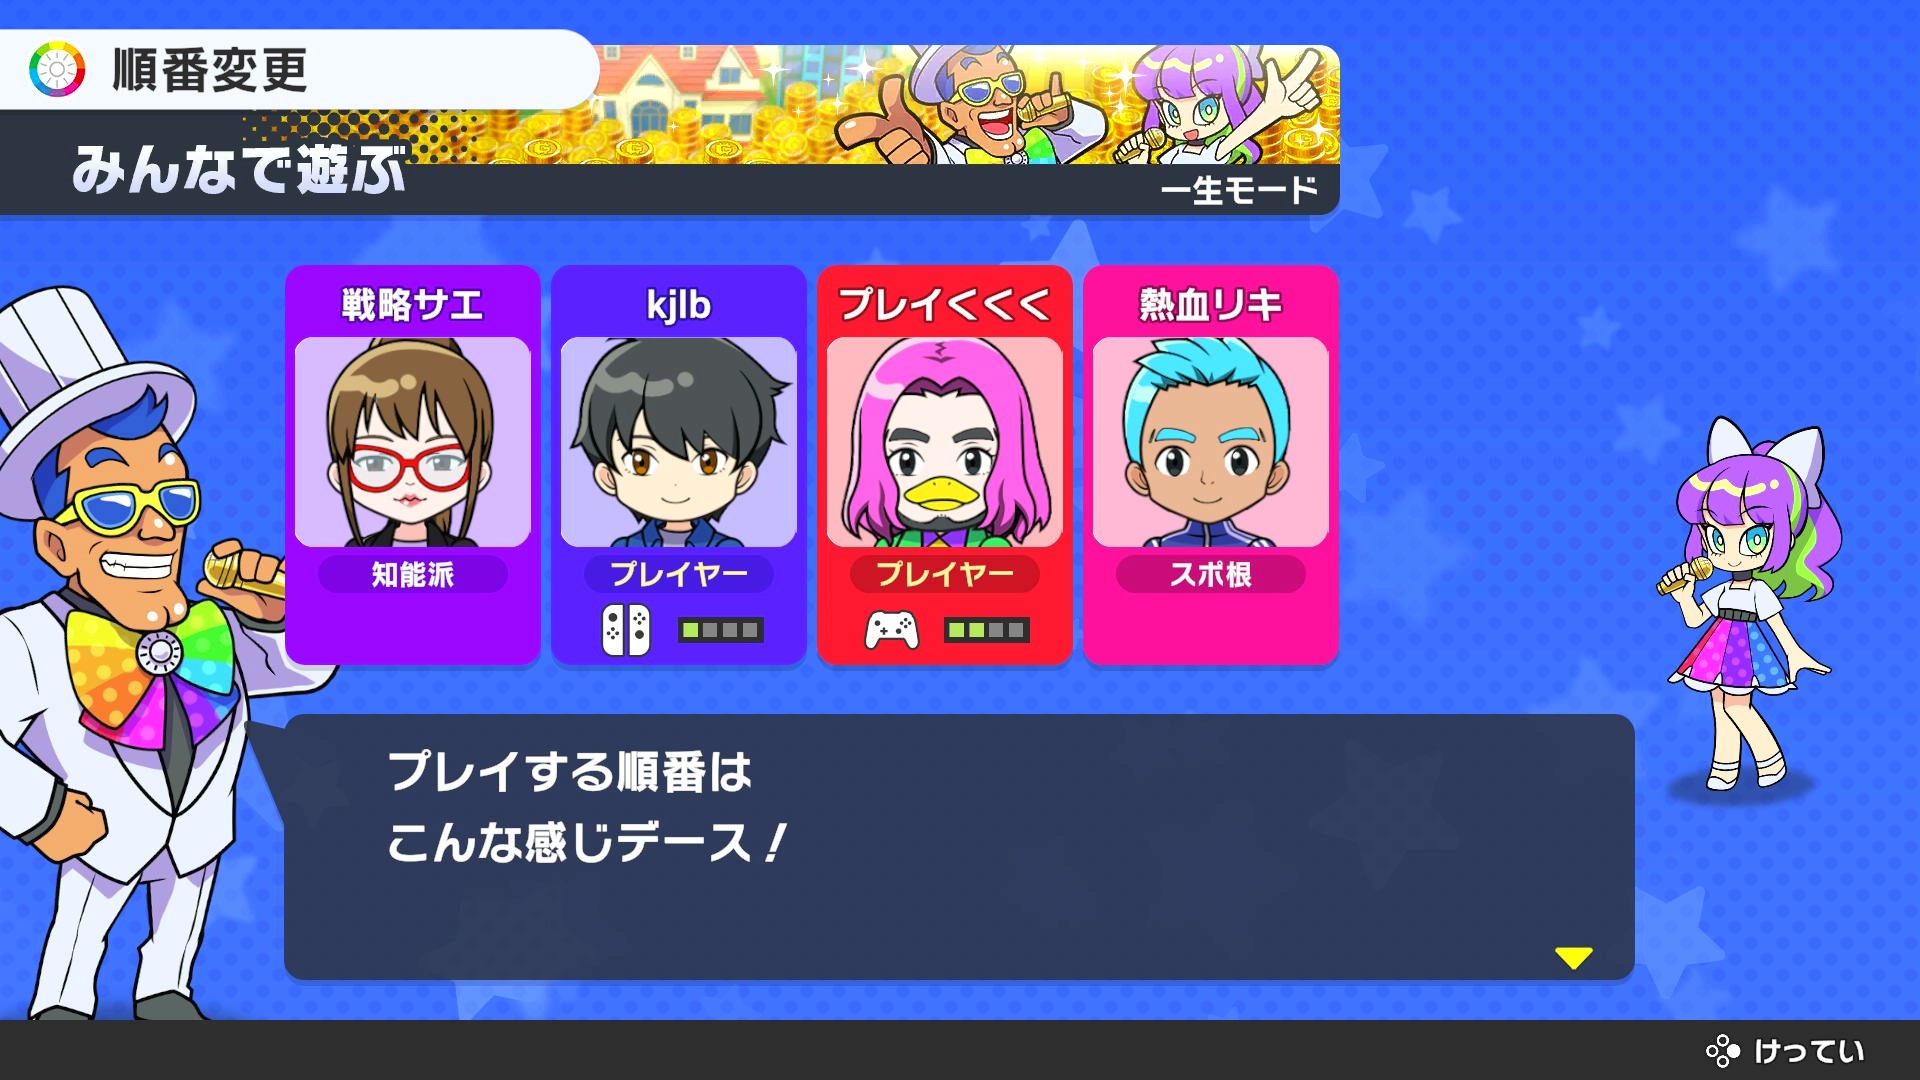 順番変更
みんなで遊ぶ
一生モード
戦略サエ
知能派
kjlb
プレイヤー
プレイくくく
プレイヤー
熱血リキ
スポ根
プレイする順番は
こんな感じデース！
けってい